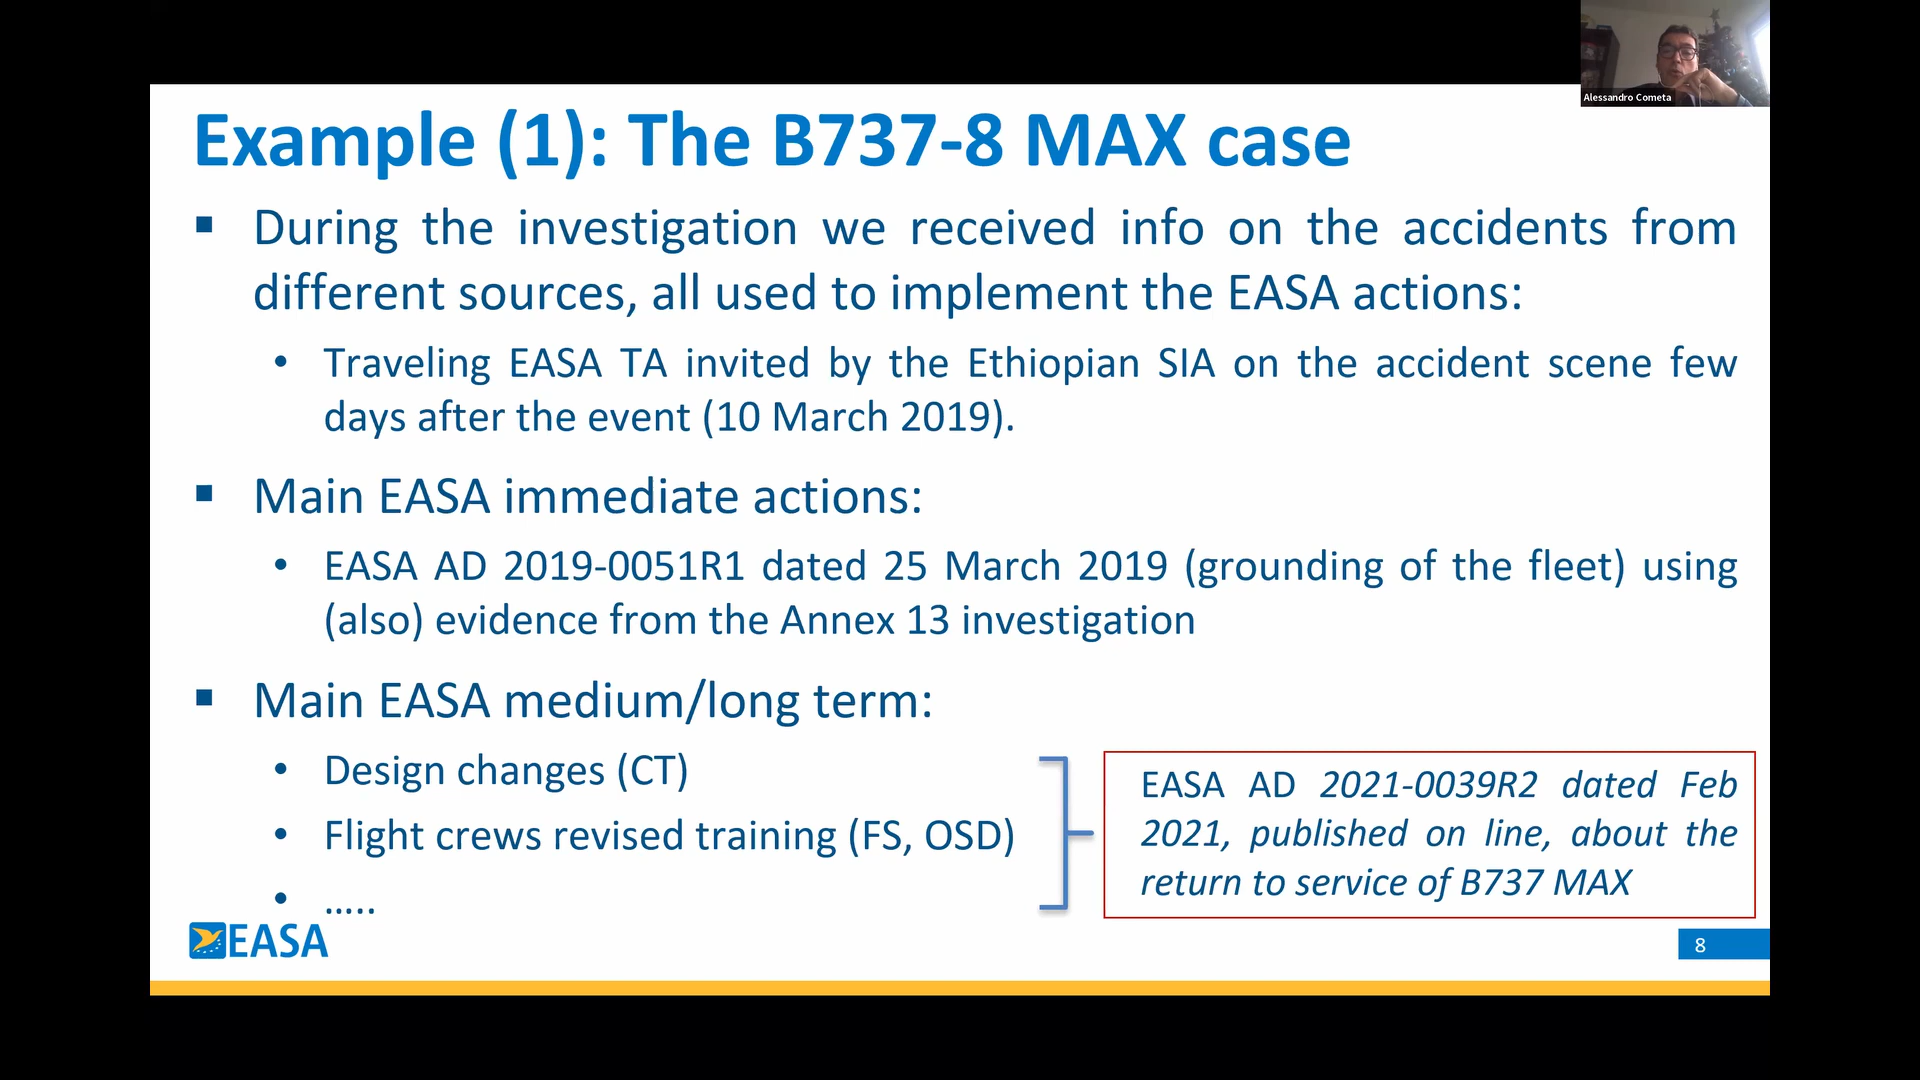 Alessandro Cometa
Example (1): The B737-8 MAX case
▪ During the investigation we received info on the accidents from
different sources, all used to implement the EASA actions:
• Traveling EASA TA invited by the Ethiopian SIA on the accident scene few
days after the event (10 March 2019).
▪ Main EASA immediate actions:
• EASA AD 2019-0051R1 dated 25 March 2019 (grounding of the fleet) using
(also) evidence from the Annex 13 investigation
▪ Main EASA medium/long term:
• Design changes (CT)
• Flight crews revised training (FS, OSD)
• …..
EASA AD 2021-0039R2 dated Feb
2021, published on line, about the
return to service of B737 MAX
EASA
8